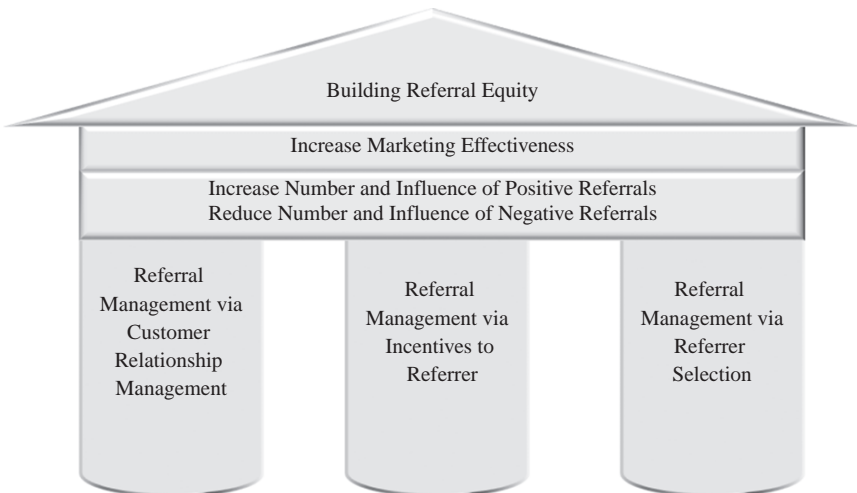 Building Referral Equity
Increase Marketing Effectiveness
Increase Number and Influence of Positive Referrals
Reduce Number and Influence of Negative Referrals
Referral
Management via
Customer
Relationship
Management
Referral
Management via
Incentives to
Referrer
Referral
Management via
Referrer
Selection